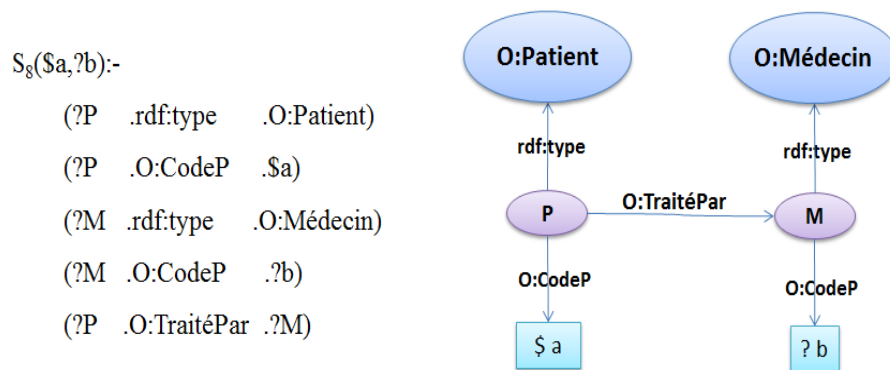 S₈($a,?b):-
(?P .rdf:type .O:Patient)
(?P .O:CodeP .$a)
(?M .rdf:type .O:Médecin)
(?M .O:CodeP .?b)
(?P .O:TraitéPar .?M)
O:Patient O:Médecin
rdf:type rdf:type
P O:TraitéPar M
O:CodeP O:CodeP
$ a ? b